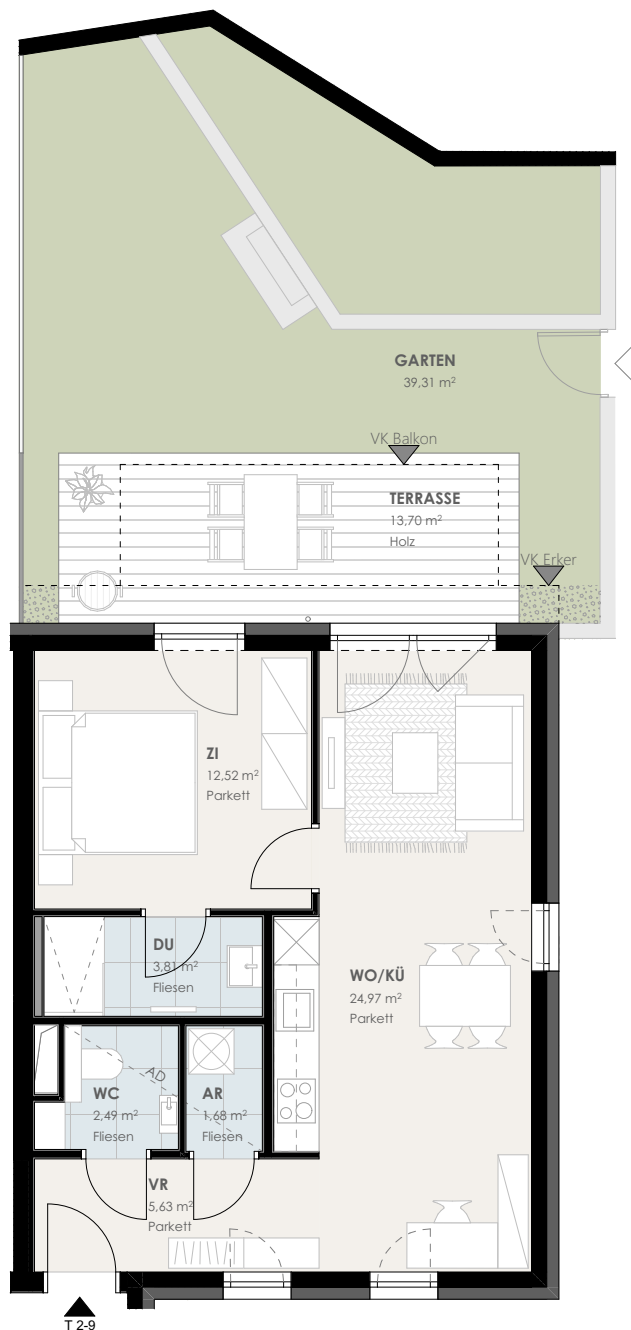 GARTEN
39,31 m²
VK Balkon
TERRASSE
13,70 m²
Holz
VK Erker
ZI
12,52 m²
Parkett
DU
3,81 m²
Fliesen
WO/KÜ
24,97 m²
Parkett
AD
WC
2,49 m²
Fliesen
AR
1,68 m²
Fliesen
VR
5,63 m²
Parkett
T 2-9